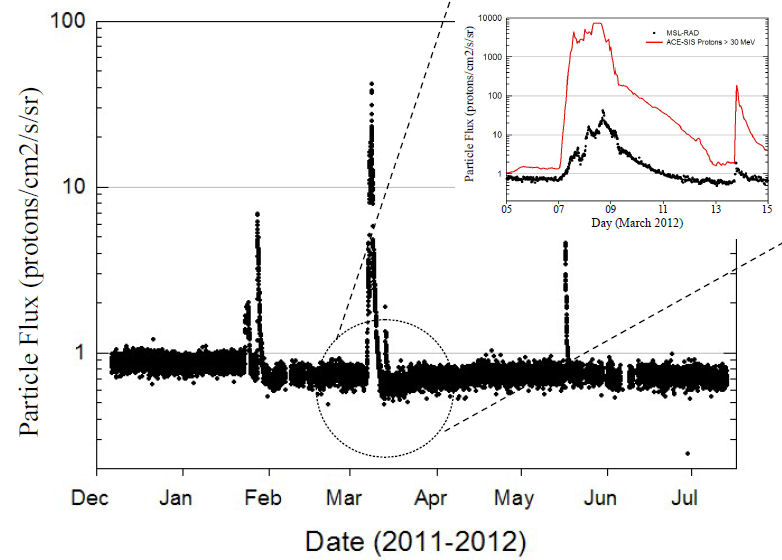 100
10
1
Particle Flux (protons/cm2/s/sr)
Dec Jan Feb Mar Apr May Jun Jul
Date (2011-2012)
10000
1000
100
10
1
Particle Flux (protons/cm2/s/sr)
MSL-RAD
ACE-SIS Protons > 30 MeV
05 07 09 11 13 15
Day (March 2012)